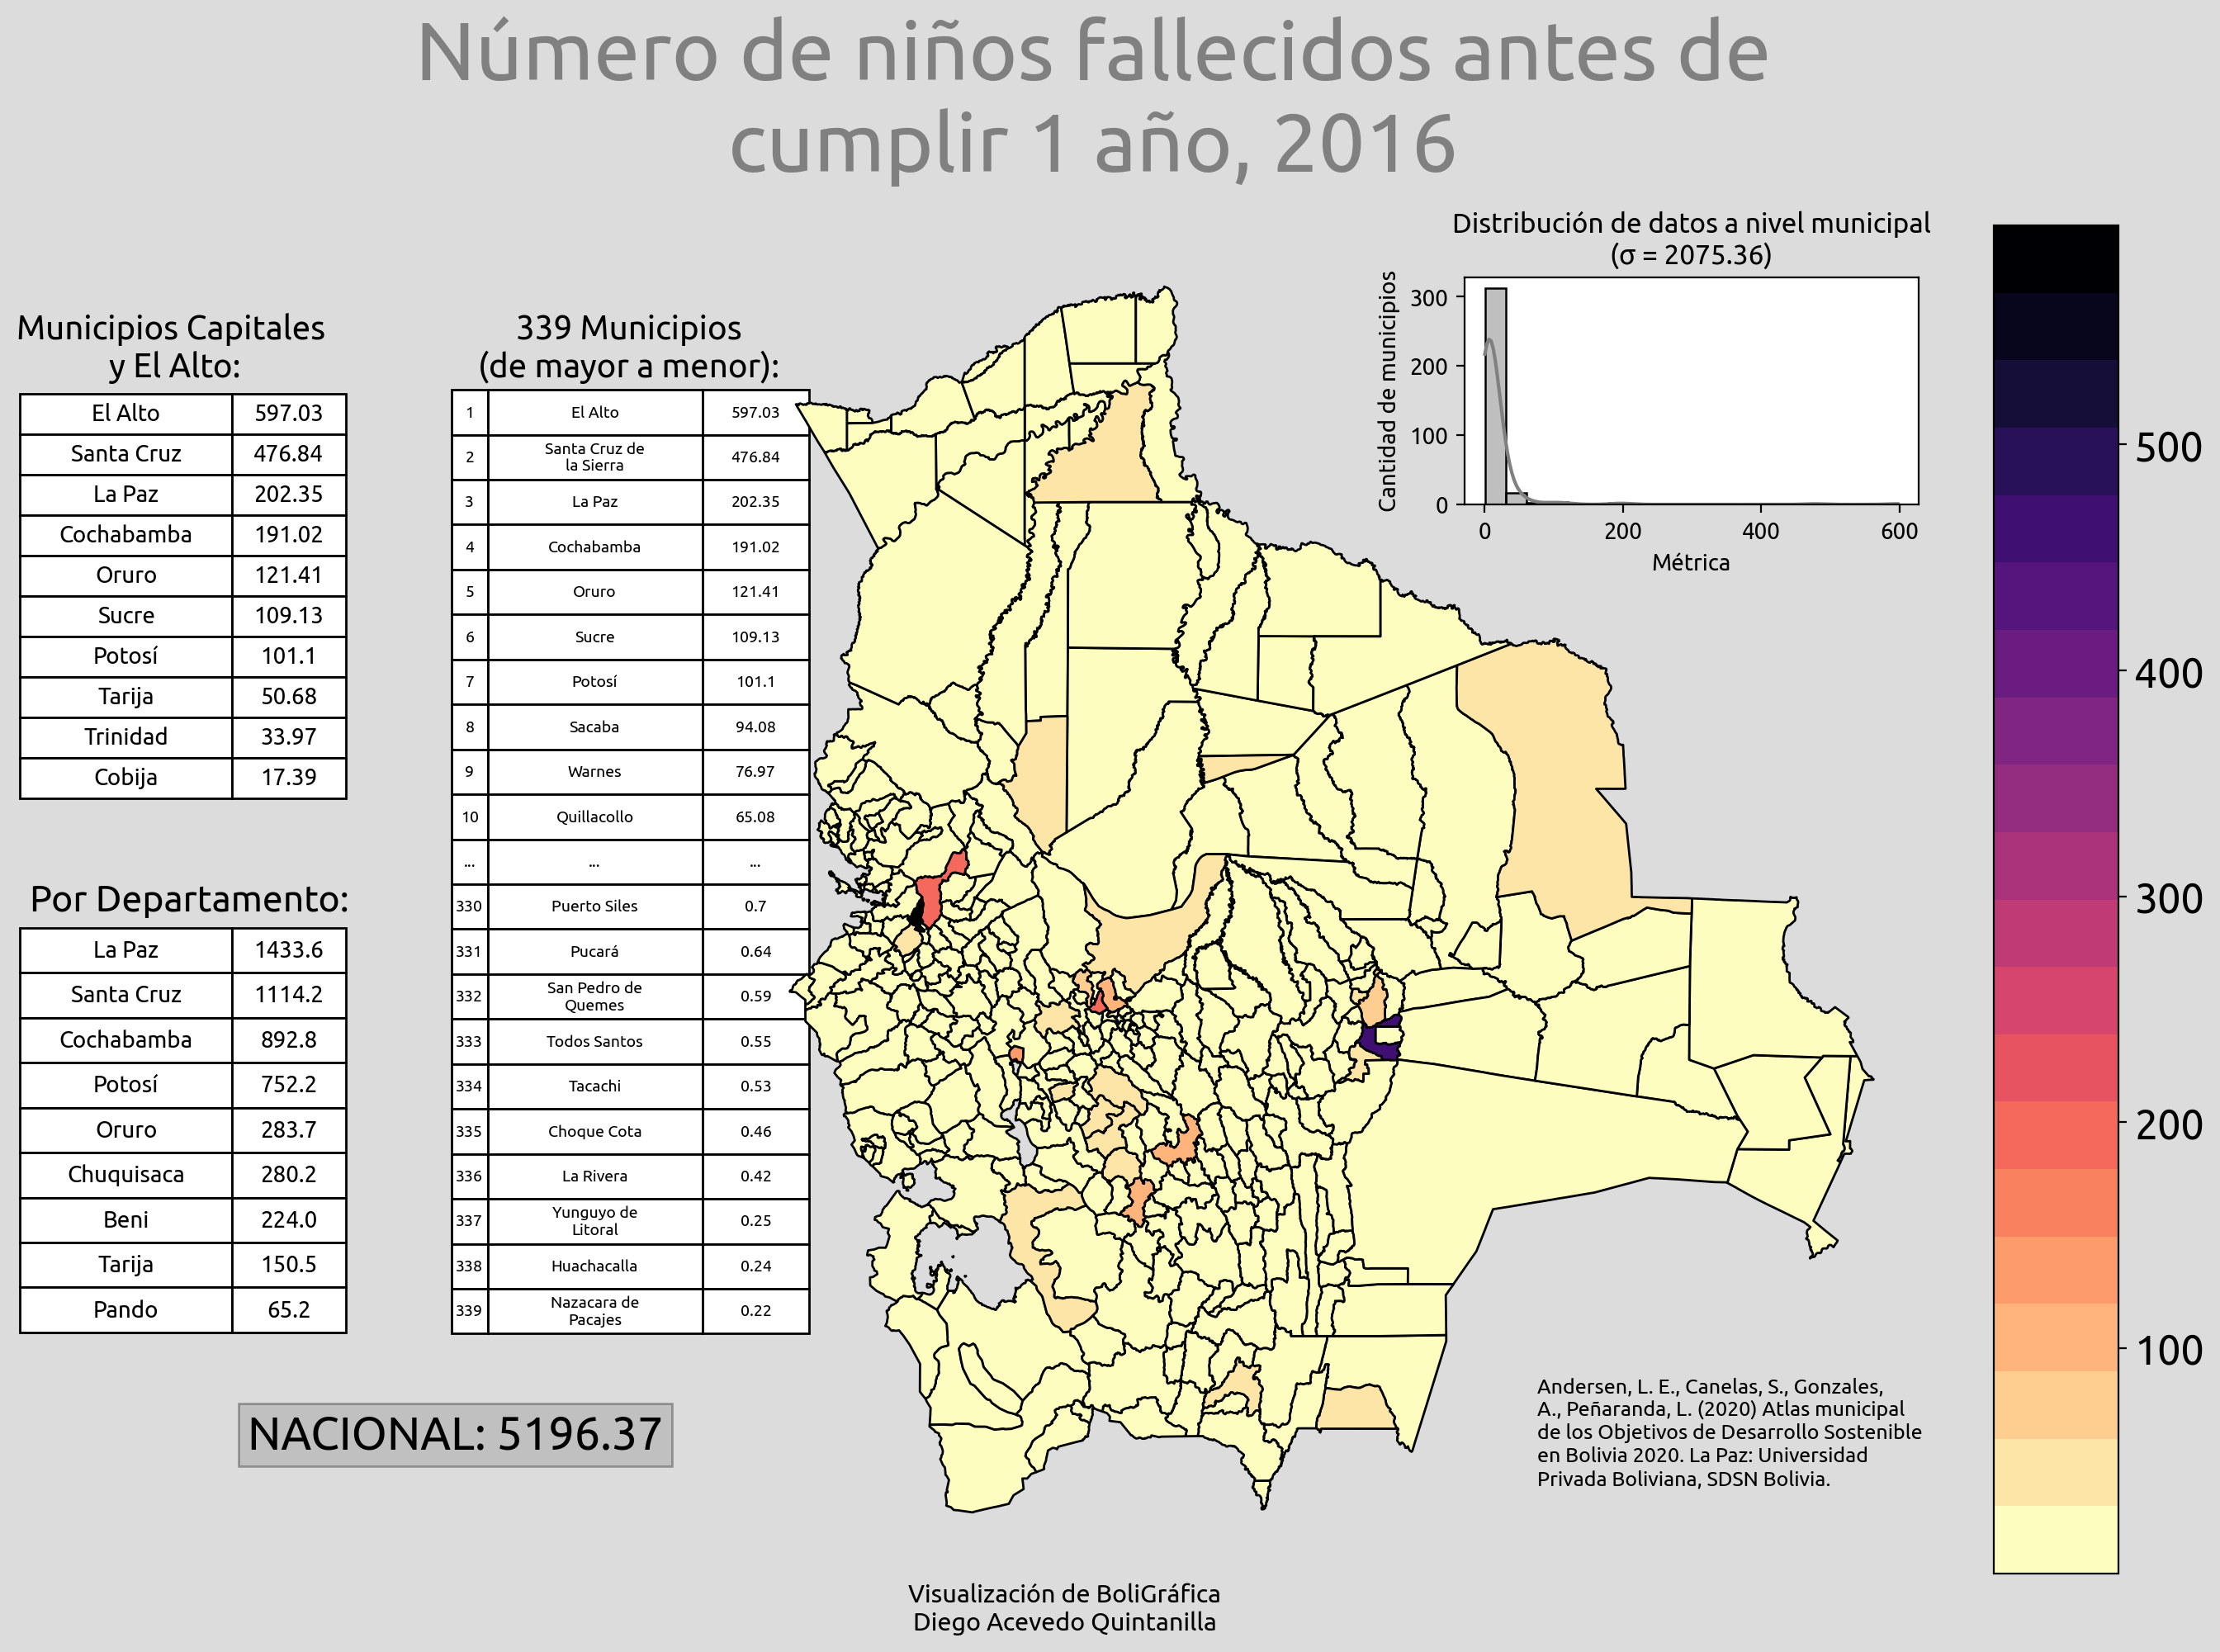 Número de niños fallecidos antes de
cumplir 1 año, 2016
Municipios Capitales
y El Alto:
El Alto 597.03
Santa Cruz 476.84
La Paz 202.35
Cochabamba 191.02
Oruro 121.41
Sucre 109.13
Potosí 101.1
Tarija 50.68
Trinidad 33.97
Cobija 17.39
Por Departamento:
La Paz 1433.6
Santa Cruz 1114.2
Cochabamba 892.8
Potosí 752.2
Oruro 283.7
Chuquisaca 280.2
Beni 224.0
Tarija 150.5
Pando 65.2
NACIONAL: 5196.37
339 Municipios
(de mayor a menor):
1 El Alto 597.03
2 Santa Cruz de
la Sierra 476.84
3 La Paz 202.35
4 Cochabamba 191.02
5 Oruro 121.41
6 Sucre 109.13
7 Potosí 101.1
8 Sacaba 94.08
9 Warnes 76.97
10 Quillacollo 65.08
... ... ...
330 Puerto Siles 0.7
331 Pucará 0.64
332 San Pedro de
Quemes 0.59
333 Todos Santos 0.55
334 Tacachi 0.53
335 Choque Cota 0.46
336 La Rivera 0.42
337 Yunguyo de
Litoral 0.25
338 Huachacalla 0.24
339 Nazacara de
Pacajes 0.22
Distribución de datos a nivel municipal
(σ = 2075.36)
Cantidad de municipios
300
200
100
0
0 200 400 600
Métrica
500
400
300
200
100
Andersen, L. E., Canelas, S., Gonzales,
A., Peñaranda, L. (2020) Atlas municipal
de los Objetivos de Desarrollo Sostenible
en Bolivia 2020. La Paz: Universidad
Privada Boliviana, SDSN Bolivia.
Visualización de BoliGráfica
Diego Acevedo Quintanilla